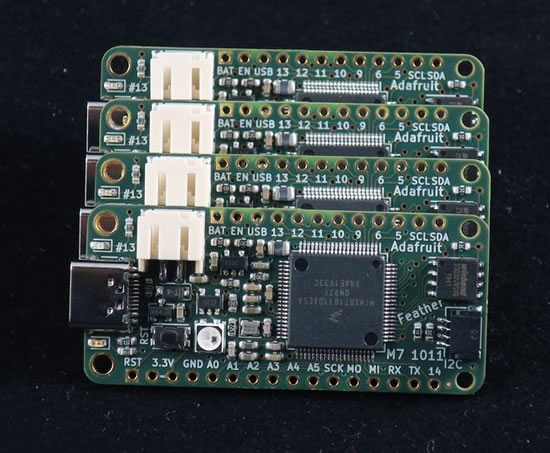 BAT EN USB 13 12 11 10 9 6 5 SCL SDA
#13
Adafruit
BAT EN USB 13 12 11 10 9 6 5 SCL SDA
#13
Adafruit
BAT EN USB 13 12 11 10 9 6 5 SCL SDA
#13
Adafruit
BAT EN USB 13 12 11 10 9 6 5 SCL SDA
#13
Adafruit
Feather
RST
M7 1011
I2C
RST 3.3V GND A0 A1 A2 A3 A4 A5 SCK MO MI RX TX 14